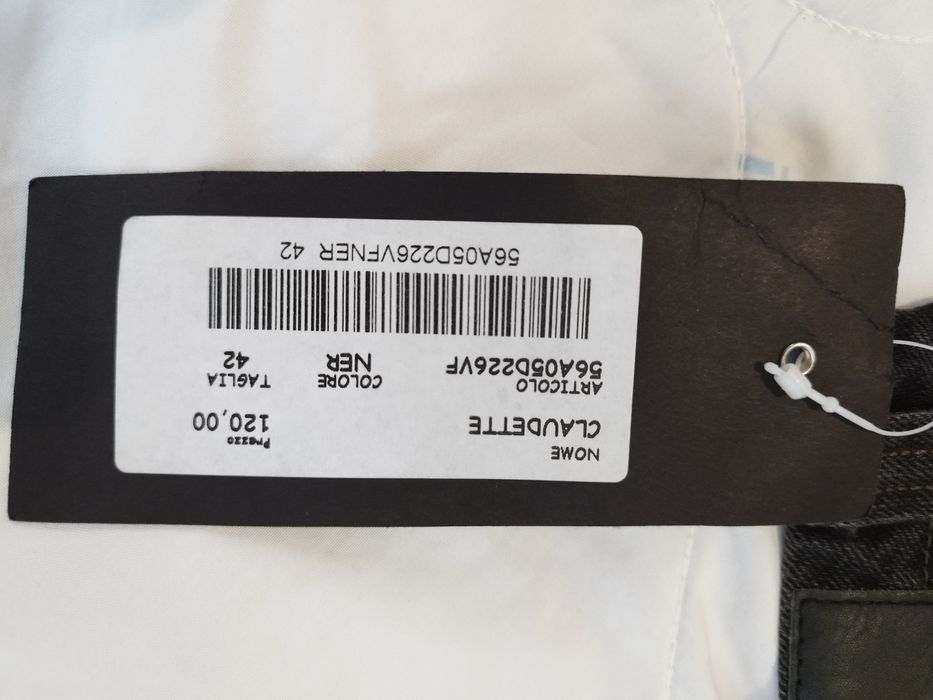 NOME
CLAUDETTE
Prezzo
120,00
ARTICOLO COLORE TAGLIA
56A05D226VF NER 42
56A05D226VFNER 42